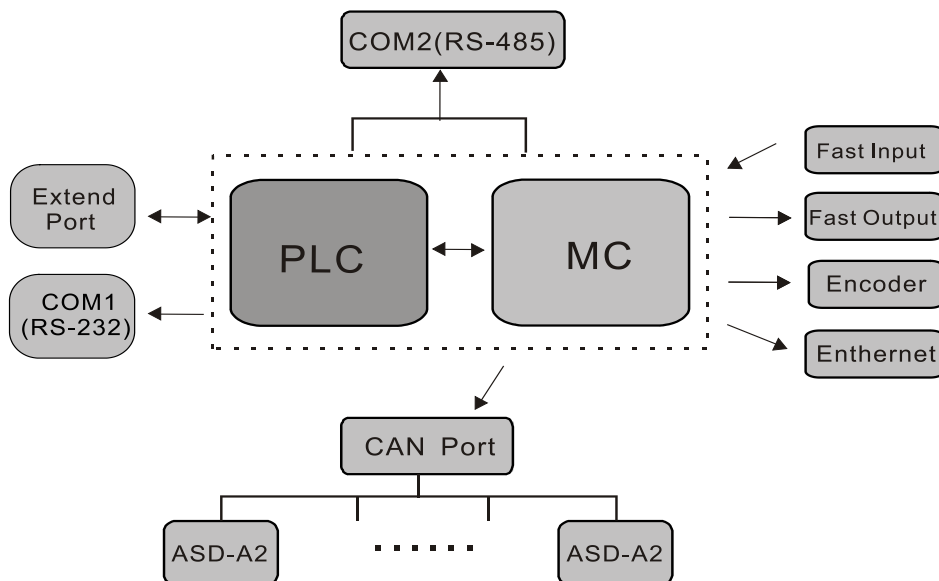 COM2(RS-485)
Extend
Port
COM1
(RS-232)
PLC
MC
Fast Input
Fast Output
Encoder
Enthernet
CAN Port
ASD-A2
ASD-A2